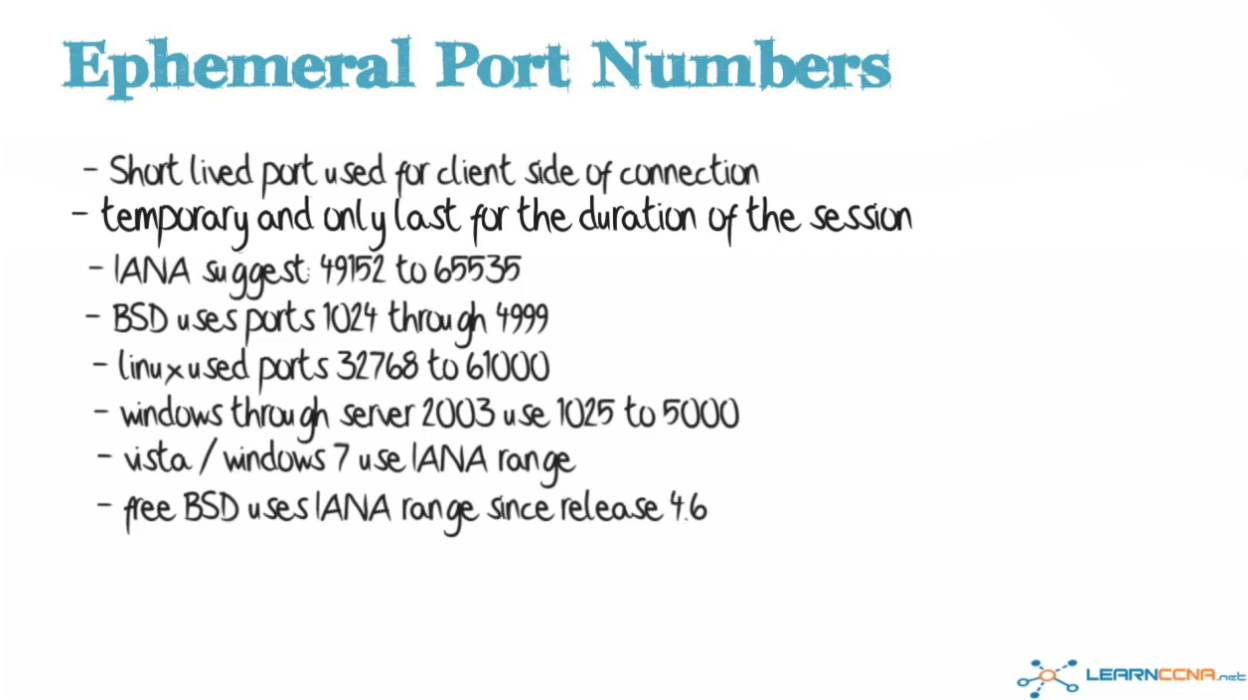 Ephemeral Port Numbers
- Short lived port used for client side of connection
- temporary and only last for the duration of the session
- IANA suggest: 49152 to 65535
- BSD uses ports 1024 through 4999
- linux used ports 32768 to 61000
- windows through server 2003 use 1025 to 5000
- vista / windows 7 use IANA range
- free BSD uses IANA range since release 4.6
LEARNCCNA.net